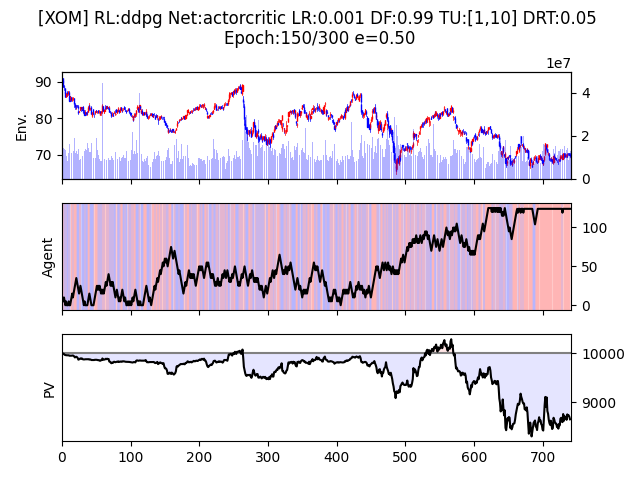 [XOM] RL:ddpg Net:actorcritic LR:0.001 DF:0.99 TU:[1,10] DRT:0.05
Epoch:150/300 e=0.50
1e7
90
80
70
Env.
4
2
0
Agent
100
50
0
PV
10000
9000
0 100 200 300 400 500 600 700